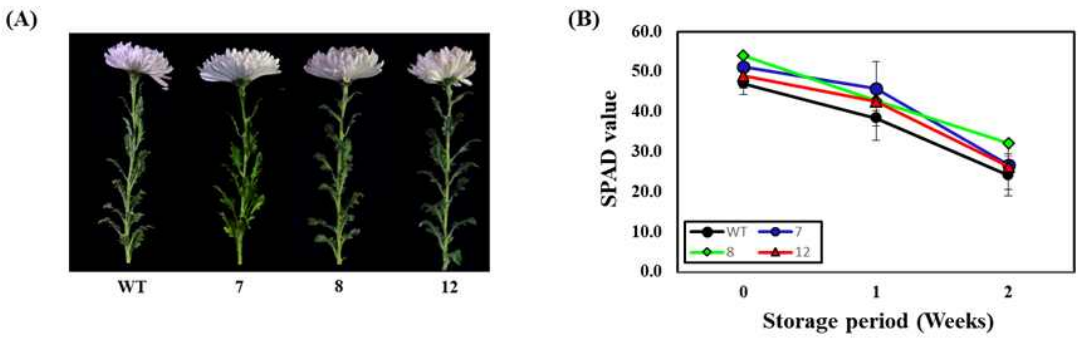 (A)
WT 7 8 12
(B)
SPAD value
60.0
50.0
40.0
30.0
20.0
10.0
0.0
WT 7
8 12
0 1 2
Storage period (Weeks)